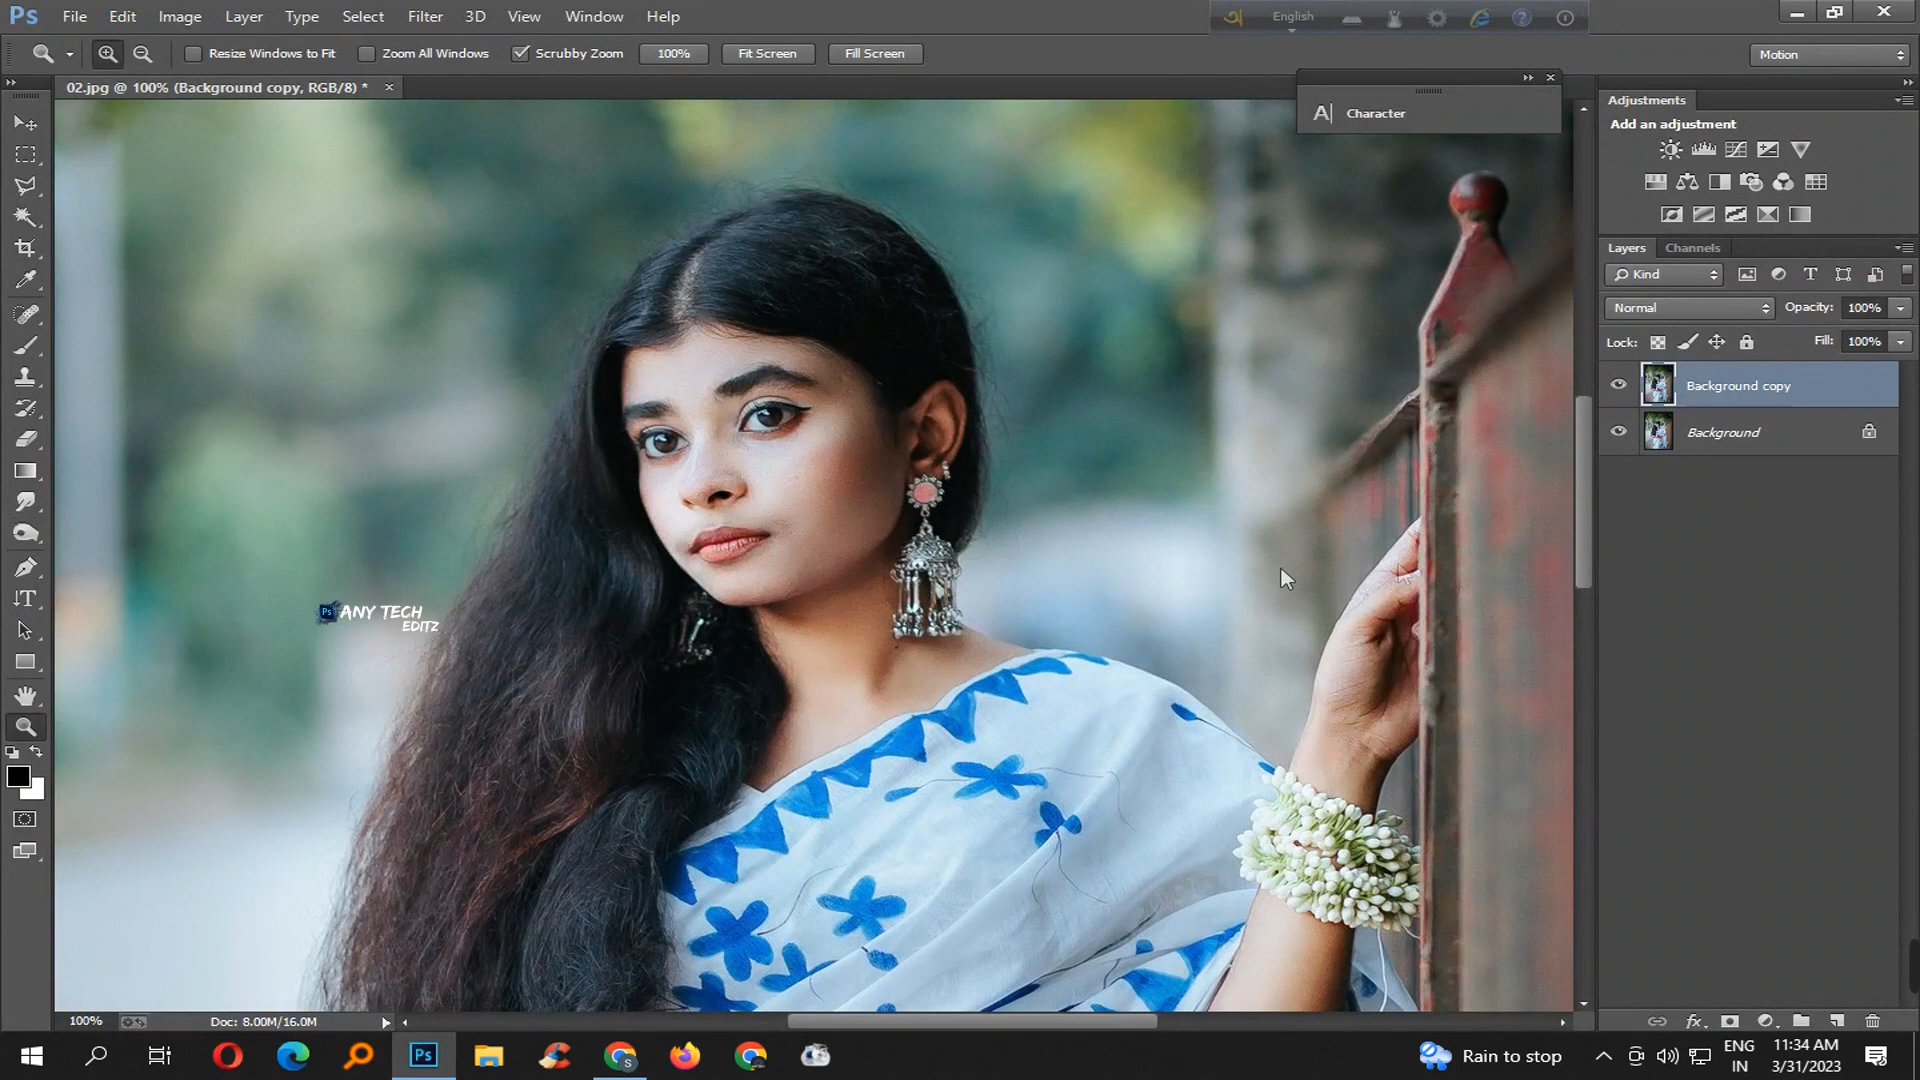 Ps File Edit Image Layer Type Select Filter 3D View Window Help
English
Resize Windows to Fit Zoom All Windows Scrubby Zoom 100% Fit Screen Fill Screen Motion
02.jpg @ 100% (Background copy, RGB/8) *
A| Character
Adjustments
Add an adjustment
Layers Channels
Kind
Normal Opacity: 100%
Lock: Fill: 100%
Background copy
Background
Ps ANY TECH
EDITZ
100% Doc: 8.00M/16.0M
fx
Ps S Rain to stop ENG
IN
11:34 AM
3/31/2023